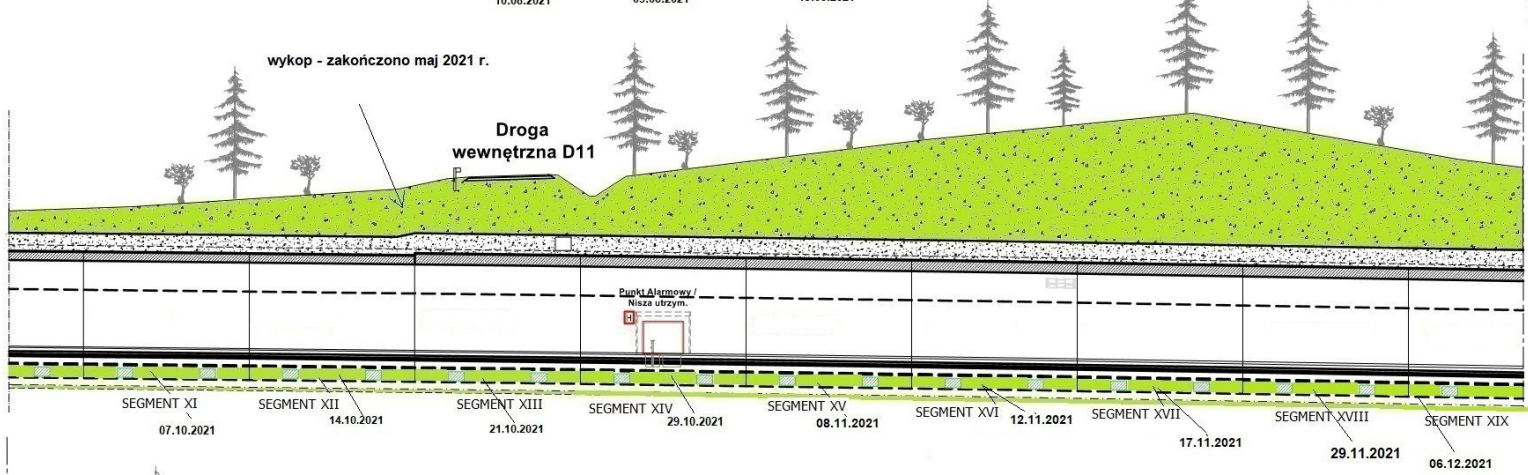 wykop - zakończono maj 2021 r.
Droga
wewnętrzna D11
Punkt Alarmowy /
Nisza utrzym.
H
SEGMENT XI
SEGMENT XII
SEGMENT XIII
SEGMENT XIV
SEGMENT XV
SEGMENT XVI
SEGMENT XVII
SEGMENT XVIII
SEGMENT XIX
07.10.2021
14.10.2021
21.10.2021
29.10.2021
08.11.2021
12.11.2021
17.11.2021
29.11.2021
06.12.2021